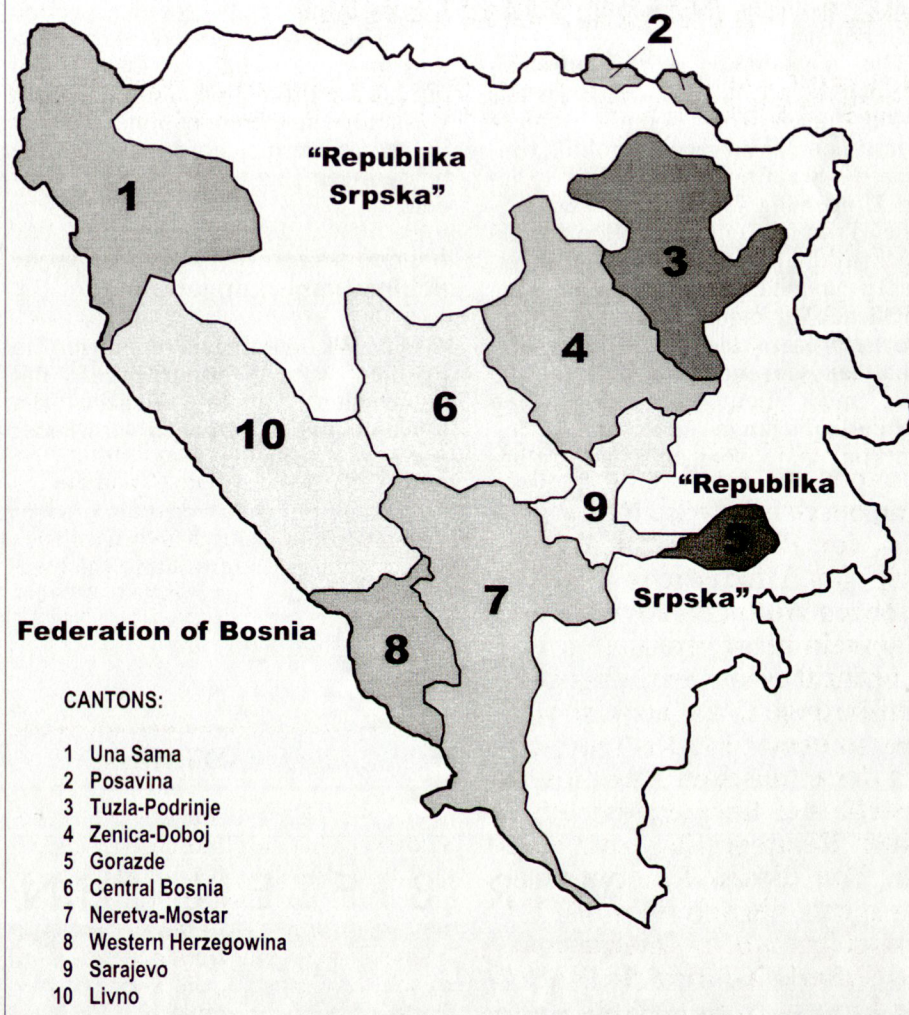 2
1
"Republika
Srpska"
3
4
6
10
"Republika
9
5
Srpska"
7
Federation of Bosnia
8
CANTONS:
1 Una Sama
2 Posavina
3 Tuzla-Podrinje
4 Zenica-Doboj
5 Gorazde
6 Central Bosnia
7 Neretva-Mostar
8 Western Herzegowina
9 Sarajevo
10 Livno